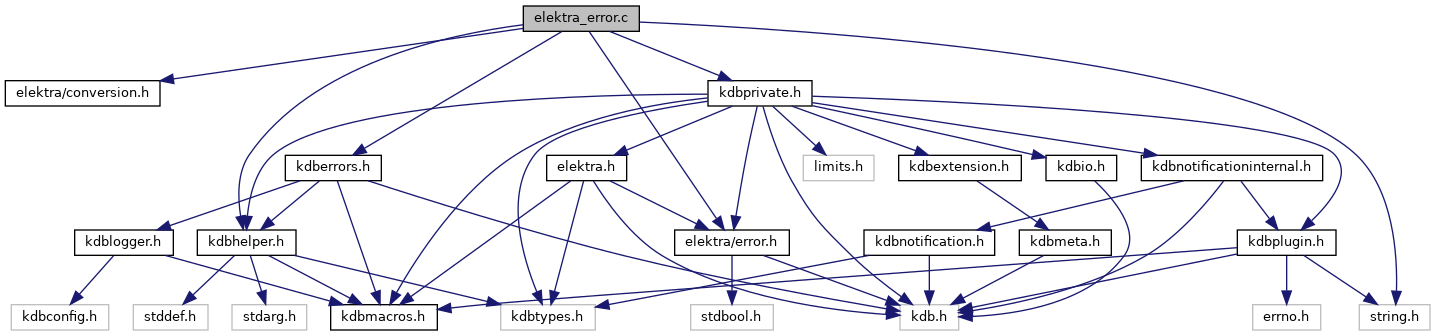 elektra_error.c
elektra/conversion.h
kdbprivate.h
kdberrors.h
elektra.h
limits.h
kdbextension.h
kdbio.h
kdbnotificationinternal.h
kdblogger.h
kdbhelper.h
elektra/error.h
kdbnotification.h
kdbmeta.h
kdbplugin.h
kdbconfig.h
stddef.h
stdarg.h
kdbmacros.h
kdbtypes.h
stdbool.h
kdb.h
errno.h
string.h